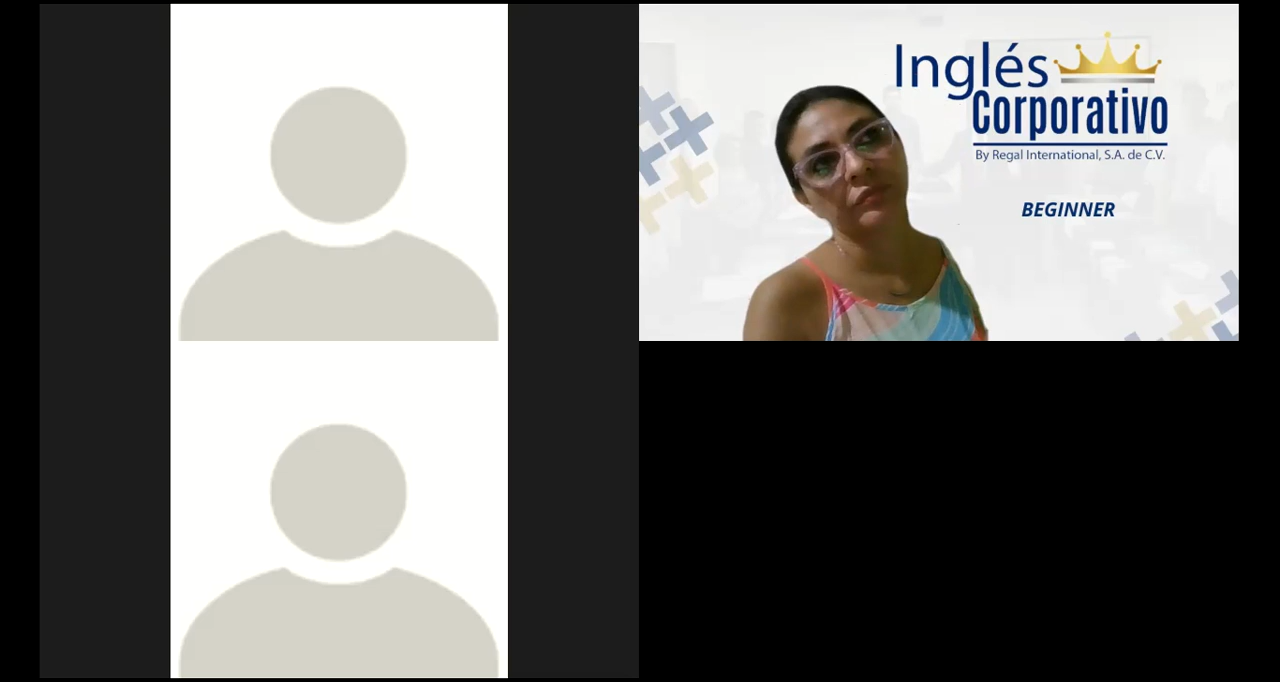 Inglés
Corporativo
By Regal International, S.A. de C.V.
BEGINNER